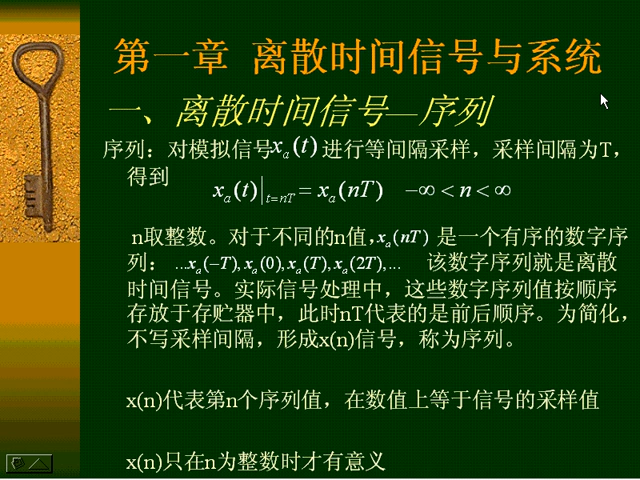 第一章 离散时间信号与系统
一、离散时间信号—序列
序列：对模拟信号 xₐ(t) 进行等间隔采样，采样间隔为T，
得到 xₐ(t)|t=nT = xₐ(nT) −∞ < n < ∞
n取整数。对于不同的n值，xₐ(nT) 是一个有序的数字序
列： ...xₐ(−T), xₐ(0), xₐ(T), xₐ(2T),... 该数字序列就是离散
时间信号。实际信号处理中，这些数字序列值按顺序
存放于存贮器中，此时nT代表的是前后顺序。为简化，
不写采样间隔，形成x(n)信号，称为序列。
x(n)代表第n个序列值，在数值上等于信号的采样值
x(n)只在n为整数时才有意义